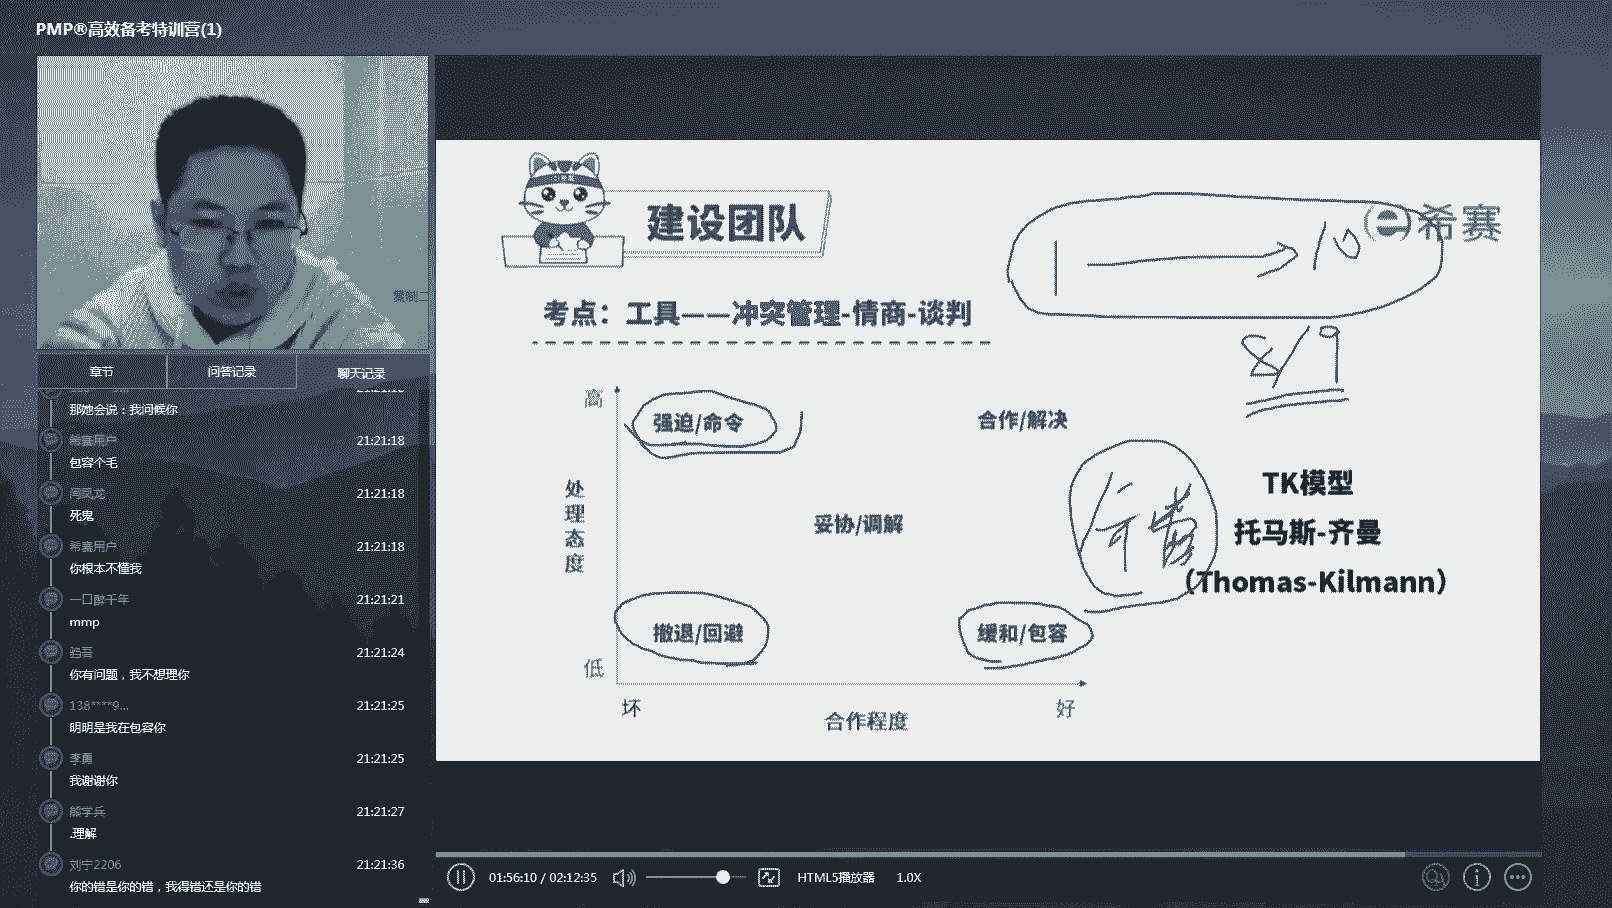 PMP®高效备考特训营(1)
章节
问答记录
聊天记录
那她会说：我问候你
希赛用户
21:21:18
包容个毛
闫凤龙
21:21:18
死鬼
希赛用户
21:21:18
你根本不懂我
一口醉千年
21:21:21
mmp
21:21:24
你有问题，我不想理你
138****9...
21:21:25
明明是我在包容你
李勇
21:21:25
我谢谢你
熊学兵
21:21:27
.理解
刘宁2206
21:21:36
你的错是你的错，我得错还是你的错
建设团队
希赛
1 → 10
8/9
考点：工具——冲突管理-情商-谈判
高
强迫/命令
合作/解决
处理态度
妥协/调解
TK模型
托马斯-齐曼
（Thomas-Kilmann）
撤退/回避
缓和/包容
低
坏
合作程度
好
01:56:10 / 02:12:35
HTML5播放器
1.0X